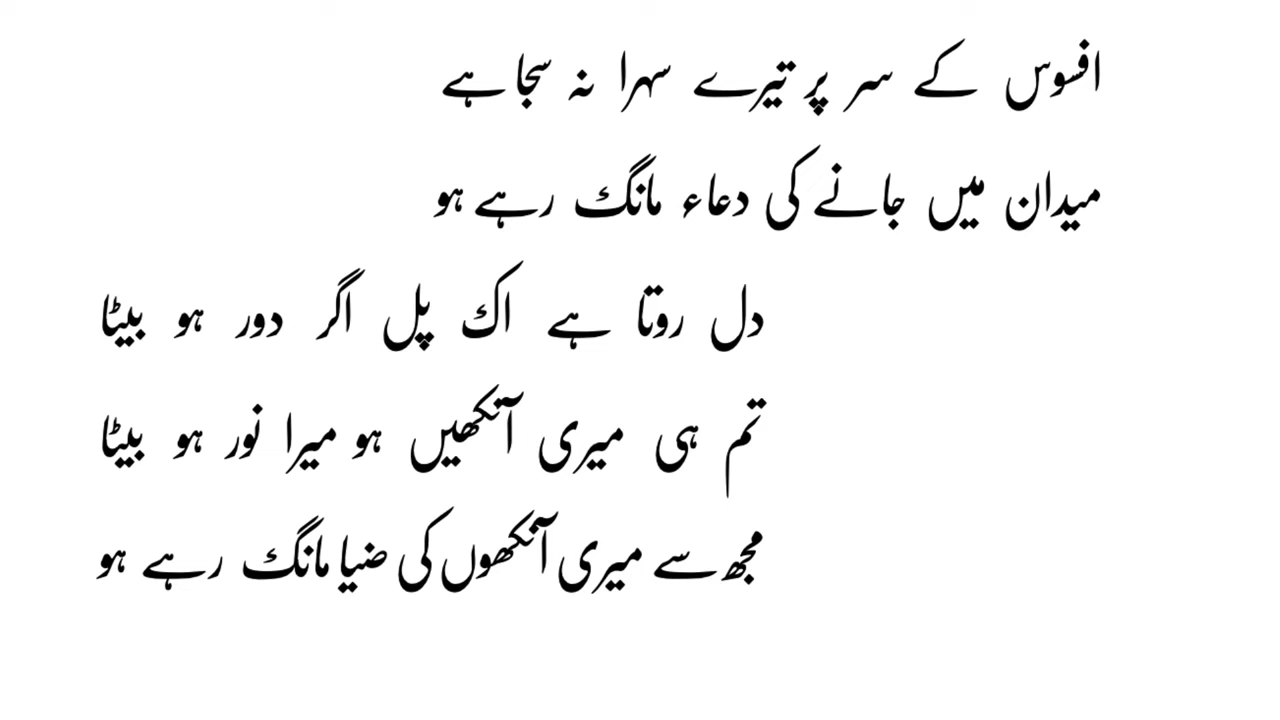 افسوس کے سر پر تیرے سہرا نہ سجا ہے
میدان میں جانے کی دعاء مانگ رہے ہو
دل روتا ہے اک پل اگر دور ہو بیٹا
تم ہی میری آنکھیں ہو میرا نور ہو بیٹا
مجھ سے میری آنکھوں کی ضیا مانگ رہے ہو